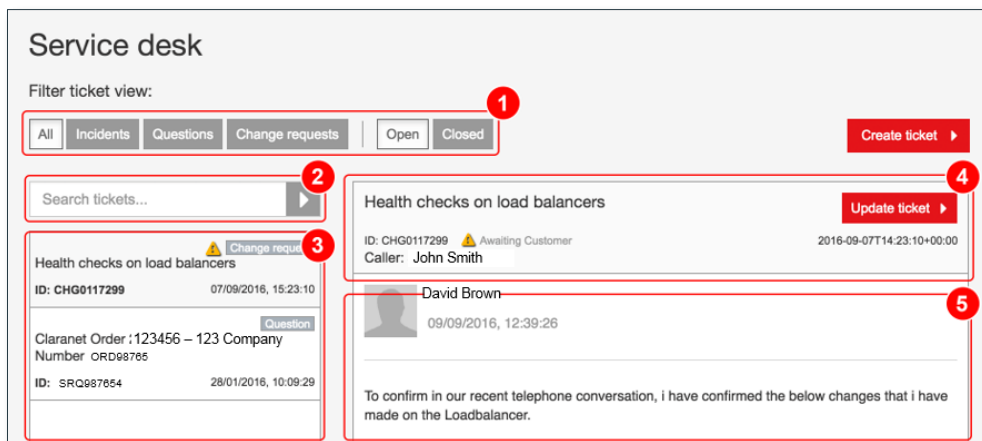 Service desk
Filter ticket view:
1
All Incidents Questions Change requests Open Closed
Create ticket
2
Search tickets...
3
Change reque
Health checks on load balancers
ID: CHG0117299 07/09/2016, 15:23:10
Question
Claranet Order : 123456 – 123 Company
Number ORD98765
ID: SRQ987654 28/01/2016, 10:09:29
4
Health checks on load balancers
Update ticket
ID: CHG0117299 Awaiting Customer 2016-09-07T14:23:10+00:00
Caller: John Smith
5
David Brown
09/09/2016, 12:39:26
To confirm in our recent telephone conversation, i have confirmed the below changes that i have
made on the Loadbalancer.